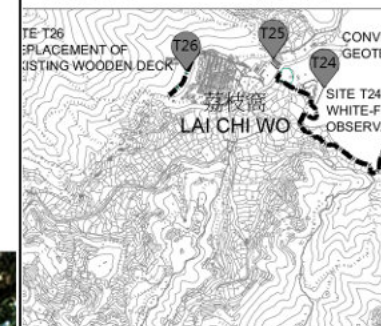 T26
T25
T24
TE T26
EPLACEMENT OF
ISTING WOODEN DECK
CONV
GEOT
SITE T24
WHITE-F
OBSERV
荔枝窩
LAI CHI WO